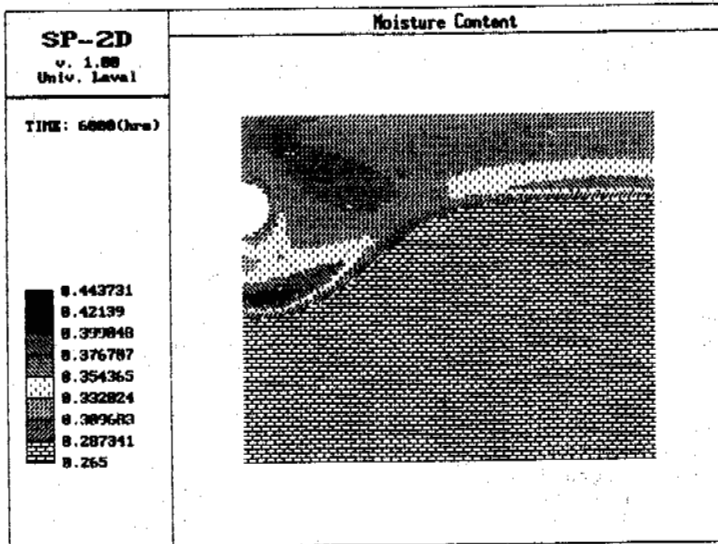 Moisture Content
SP-2D
v. 1.00
Univ. Laval
TIME: 6000(hrs)
0.443731
0.42139
0.399048
0.376707
0.354365
0.332024
0.309683
0.287341
0.265